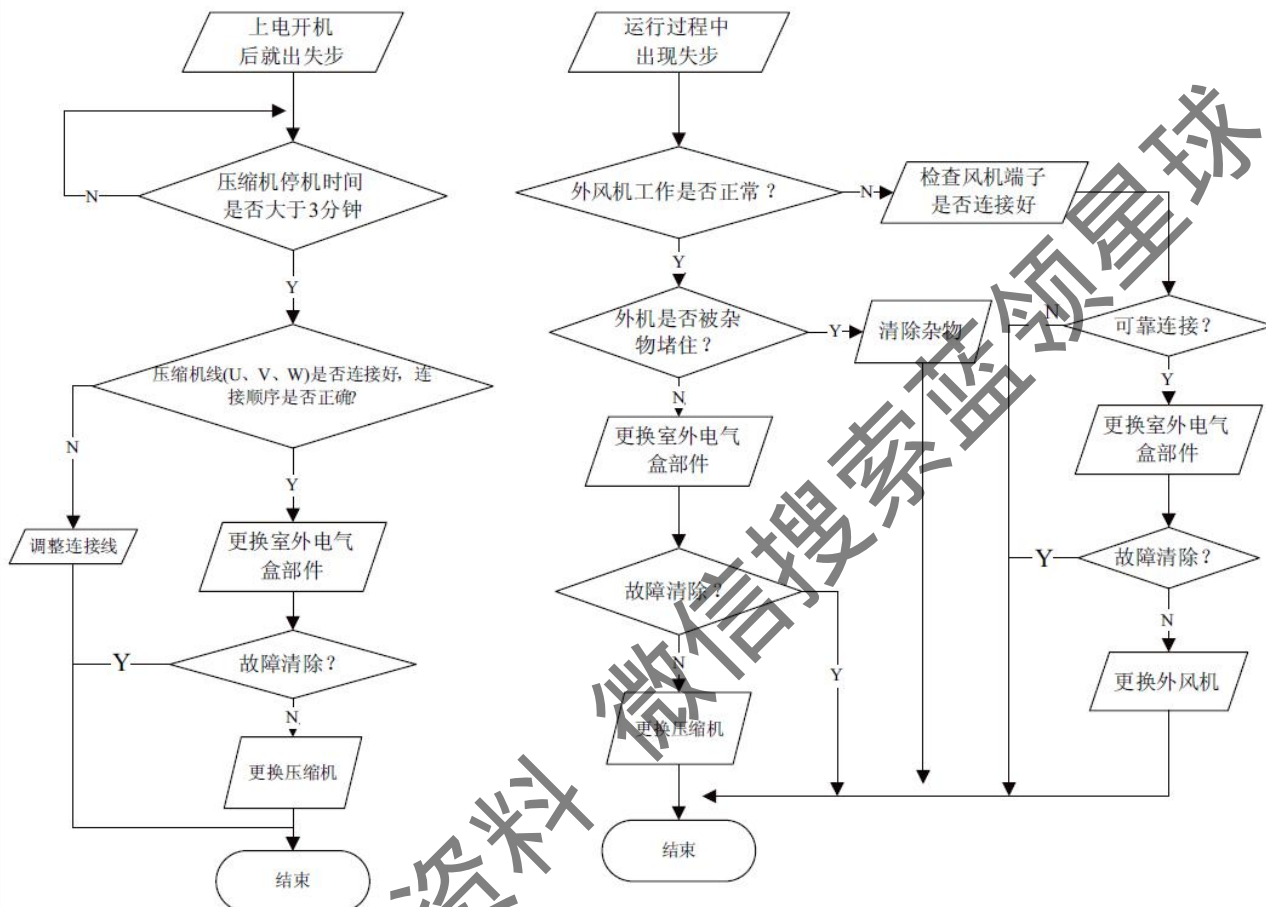 上电开机
后就出失步
N
压缩机停机时间
是否大于3分钟
Y
压缩机线(U、V、W)是否连接好，连
接顺序是否正确?
N
Y
调整连接线
更换室外电气
盒部件
Y
故障清除？
N
更换压缩机
结束
运行过程中
出现失步
外风机工作是否正常？
N
检查风机端子
是否连接好
Y
外机是否被杂
物堵住？
Y
清除杂物
N
可靠连接？
N
Y
更换室外电气
盒部件
更换室外电气
盒部件
故障清除？
Y
故障清除？
N
Y
N
更换压缩机
更换外风机
结束
资料 微信搜索蓝领星球